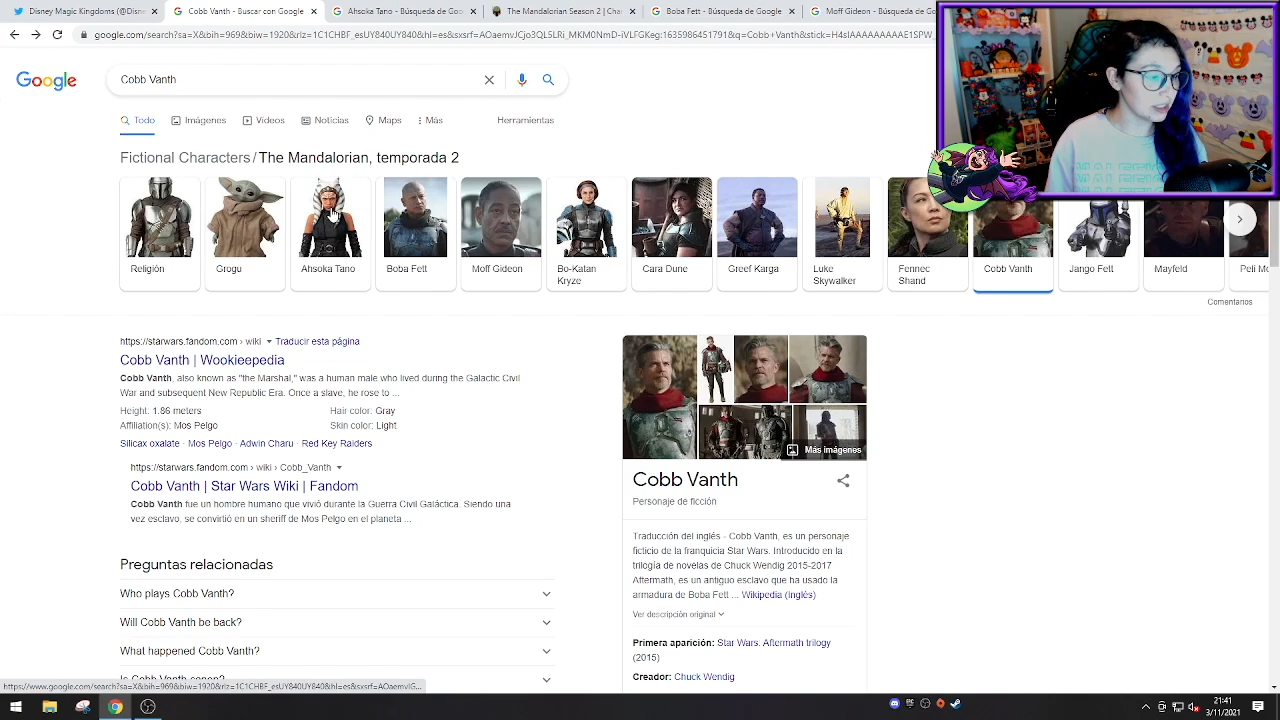 Disney Magic Kingdoms (@Disne
Cobb Vanth - Buscar con Google
Ahsoka Tano - Búsqueda de Goo
The Mandalorian Season 2 | Cha
Boba Fett - Búsqueda de Google
Moff Gideon - Búsqueda de Go
Google
Cobb Vanth
Todo
Imágenes
Maps
Más
Herramientas
Fictional Characters / The Mandalorian, temporada 2
Religión
Grogu
Ahsoka Tano
Boba Fett
Moff Gideon
Bo-Katan
Kryze
Cara Dune
Greef Karga
Luke
Skywalker
Fennec
Shand
Cobb Vanth
Jango Fett
Mayfeld
Peli Mo
Comentarios
https://starwars.fandom.com › wiki
Traducir esta página
Cobb Vanth | Wookieepedia
Cobb Vanth, also known as "the Marshal," was a human male who lived during the Galactic Civil
War and subsequent New Republic Era. Once a slave, he rose to ...
Height: 1.86 meters
Hair color: Gray
Affiliation(s): Mos Pelgo
Skin color: Light
Silicax oxalate · Mos Pelgo · Adwin Charu · Red Key Raiders
https://starwars.fandom.com › wiki › Cobb_Vanth
Cobb Vanth | Star Wars Wiki | Fandom
Cobb Vanth fue un hombre humano que vivió durante la Guerra Civil Galáctica. Siendo una
vez esclavo, se convirtió en un sheriff de Mos Pelgo en el planeta ...
Preguntas relacionadas
Who plays Cobb Vanth?
Will Cobb Vanth be back?
What happened Cobb Vanth?
Más imágenes
Cobb Vanth
Personaje de ficción
Traducción del inglés - Cobb Vanth, es un personaje
ficticio de la franquicia Star Wars. Introducido en la
trilogía de novelas de Chuck Wendig 2015-2017
Aftermath, es un antiguo esclavo que ha usado la
armadura de Boba Fett ... Wikipedia (Inglés)
Ver descripción original
Primera aparición: Star Wars: Aftermath trilogy
(2015)
Creador: Chuck Wendig
21:41
3/11/2021